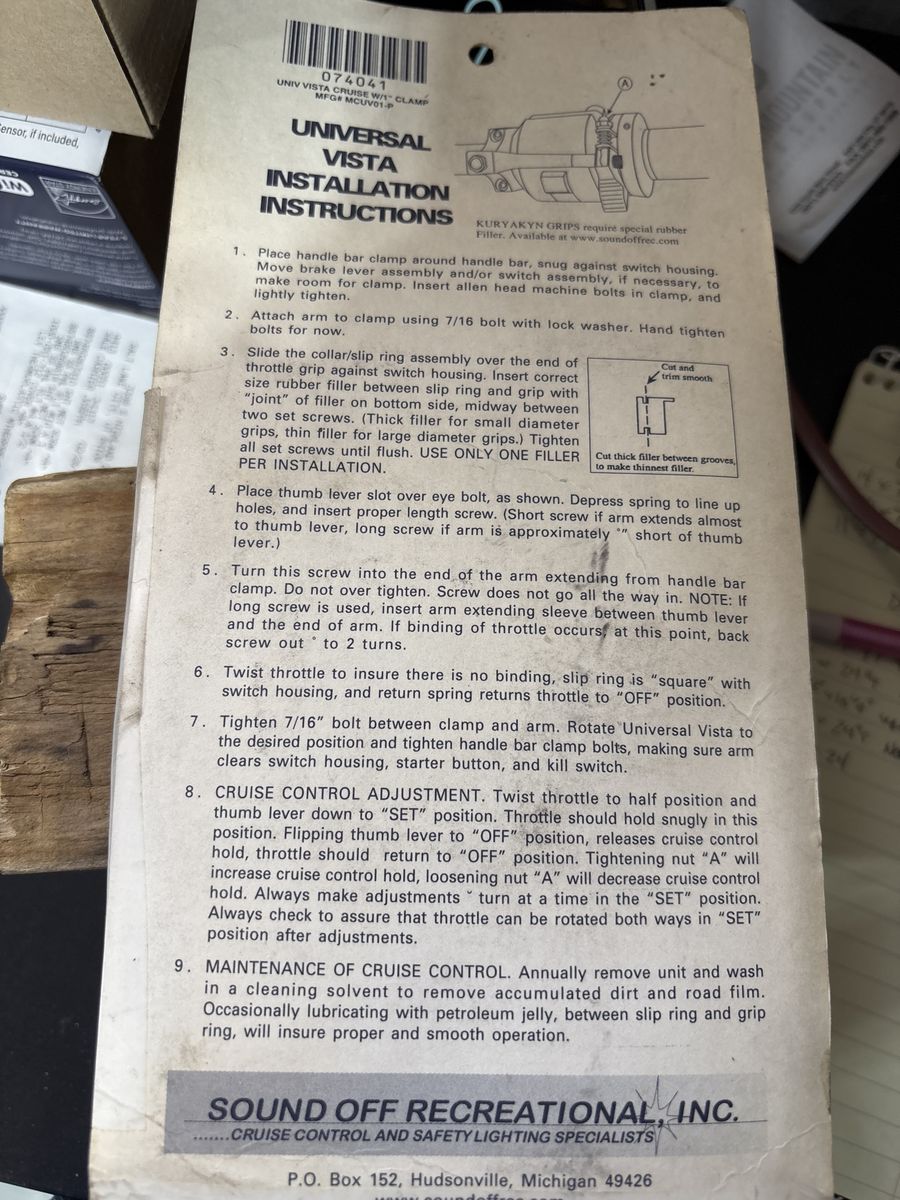 074041
UNIV VISTA CRUISE W/1" CLAMP
MFG# MCUV01-P
UNIVERSAL
VISTA
INSTALLATION
INSTRUCTIONS
A
KURYAKYN GRIPS require special rubber
Filler. Available at www.soundoffrec.com
1. Place handle bar clamp around handle bar, snug against switch housing.
Move brake lever assembly and/or switch assembly, if necessary, to
make room for clamp. Insert allen head machine bolts in clamp, and
lightly tighten.
2. Attach arm to clamp using 7/16 bolt with lock washer. Hand tighten
bolts for now.
3. Slide the collar/slip ring assembly over the end of
throttle grip against switch housing. Insert correct
size rubber filler between slip ring and grip with
“joint” of filler on bottom side, midway between
two set screws. (Thick filler for small diameter
grips, thin filler for large diameter grips.) Tighten
all set screws until flush. USE ONLY ONE FILLER
PER INSTALLATION.
Cut and
trim smooth
Cut thick filler between grooves,
to make thinnest filler.
4. Place thumb lever slot over eye bolt, as shown. Depress spring to line up
holes, and insert proper length screw. (Short screw if arm extends almost
to thumb lever, long screw if arm is approximately °” short of thumb
lever.)
5. Turn this screw into the end of the arm extending from handle bar
clamp. Do not over tighten. Screw does not go all the way in. NOTE: If
long screw is used, insert arm extending sleeve between thumb lever
and the end of arm. If binding of throttle occurs, at this point, back
screw out ° to 2 turns.
6. Twist throttle to insure there is no binding, slip ring is “square” with
switch housing, and return spring returns throttle to “OFF” position.
7. Tighten 7/16” bolt between clamp and arm. Rotate Universal Vista to
the desired position and tighten handle bar clamp bolts, making sure arm
clears switch housing, starter button, and kill switch.
8. CRUISE CONTROL ADJUSTMENT. Twist throttle to half position and
thumb lever down to “SET” position. Throttle should hold snugly in this
position. Flipping thumb lever to “OFF” position, releases cruise control
hold, throttle should return to “OFF” position. Tightening nut “A” will
increase cruise control hold, loosening nut “A” will decrease cruise control
hold. Always make adjustments ˇ turn at a time in the “SET” position.
Always check to assure that throttle can be rotated both ways in “SET”
position after adjustments.
9. MAINTENANCE OF CRUISE CONTROL. Annually remove unit and wash
in a cleaning solvent to remove accumulated dirt and road film.
Occasionally lubricating with petroleum jelly, between slip ring and grip
ring, will insure proper and smooth operation.
SOUND OFF RECREATIONAL, INC.
.......CRUISE CONTROL AND SAFETY LIGHTING SPECIALISTS
P.O. Box 152, Hudsonville, Michigan 49426
www.soundoffrec.com
ensor, if included,